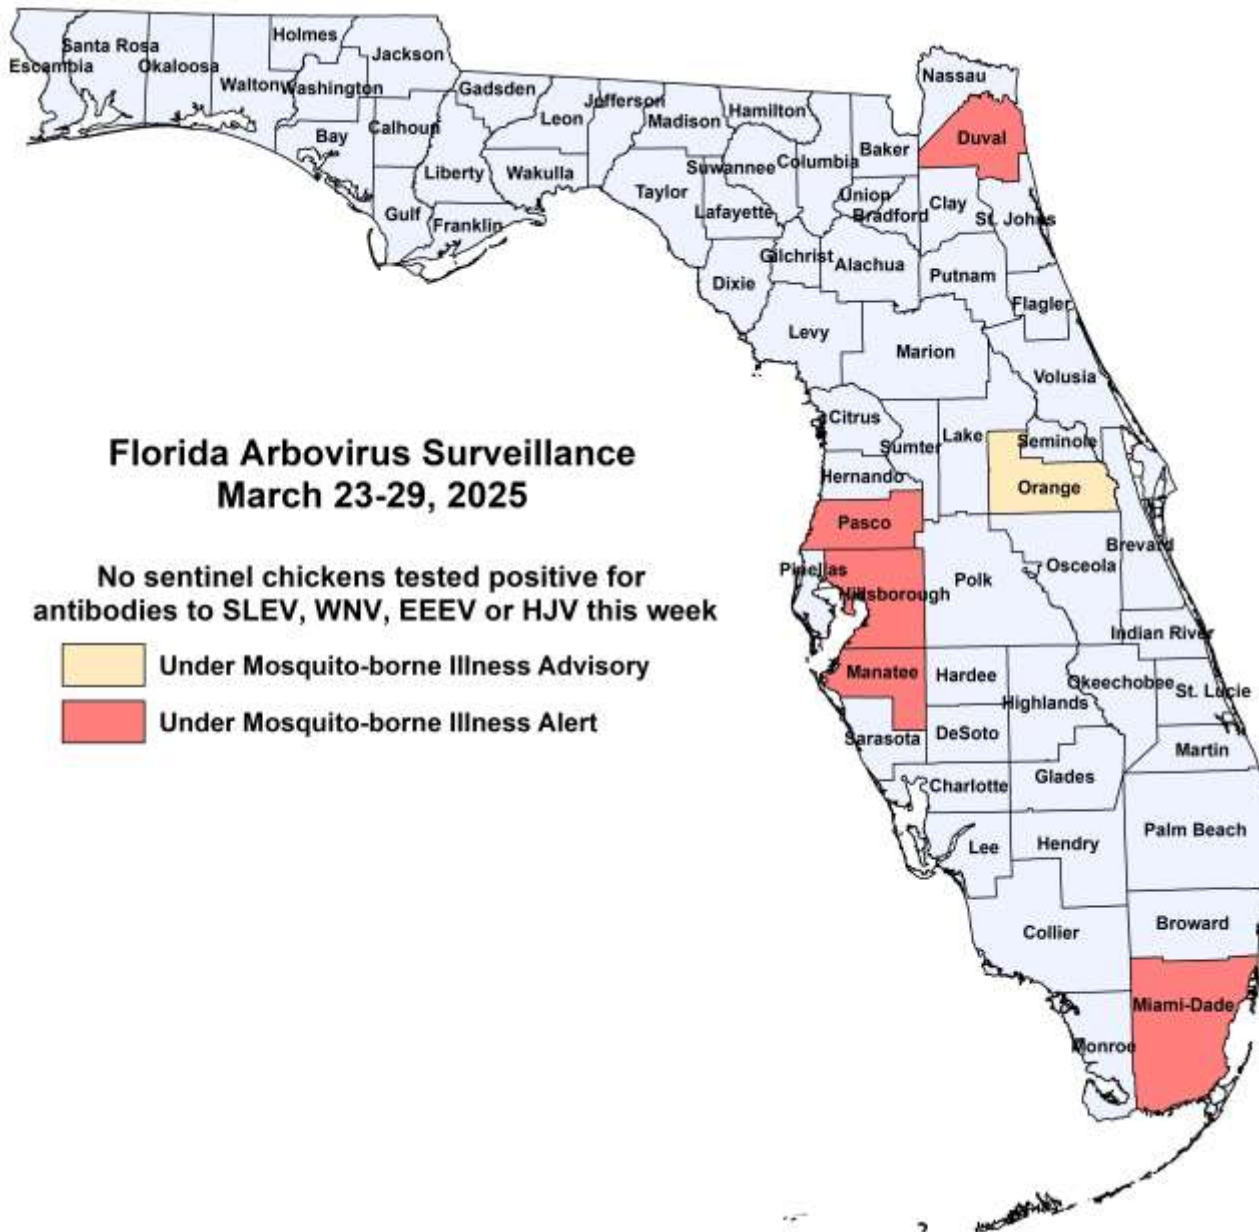 Holmes
Santa Rosa
Jackson
Escambia
Okaloosa
Walton
Washington
Gadsden
Nassau
Jefferson
Hamilton
Leon
Madison
Calhoun
Bay
Duval
Baker
Columbia
Suwannee
Liberty
Wakulla
Taylor
Union
Clay
Lafayette
Bradford
Gulf
St. Johns
Franklin
Gilchrist
Alachua
Putnam
Dixie
Flagler
Levy
Marion
Volusia
Citrus
Lake
Seminole
Sumter
Florida Arbovirus Surveillance
March 23-29, 2025
Hernando
Orange
Pasco
Brevard
Osceola
Pinellas
Polk
Hillsborough
No sentinel chickens tested positive for
antibodies to SLEV, WNV, EEEV or HJV this week
Indian River
Under Mosquito-borne Illness Advisory
Manatee
Hardee
Okeechobee
St. Lucie
Highlands
Under Mosquito-borne Illness Alert
Sarasota
DeSoto
Martin
Glades
Charlotte
Palm Beach
Lee
Hendry
Broward
Collier
Miami-Dade
Monroe